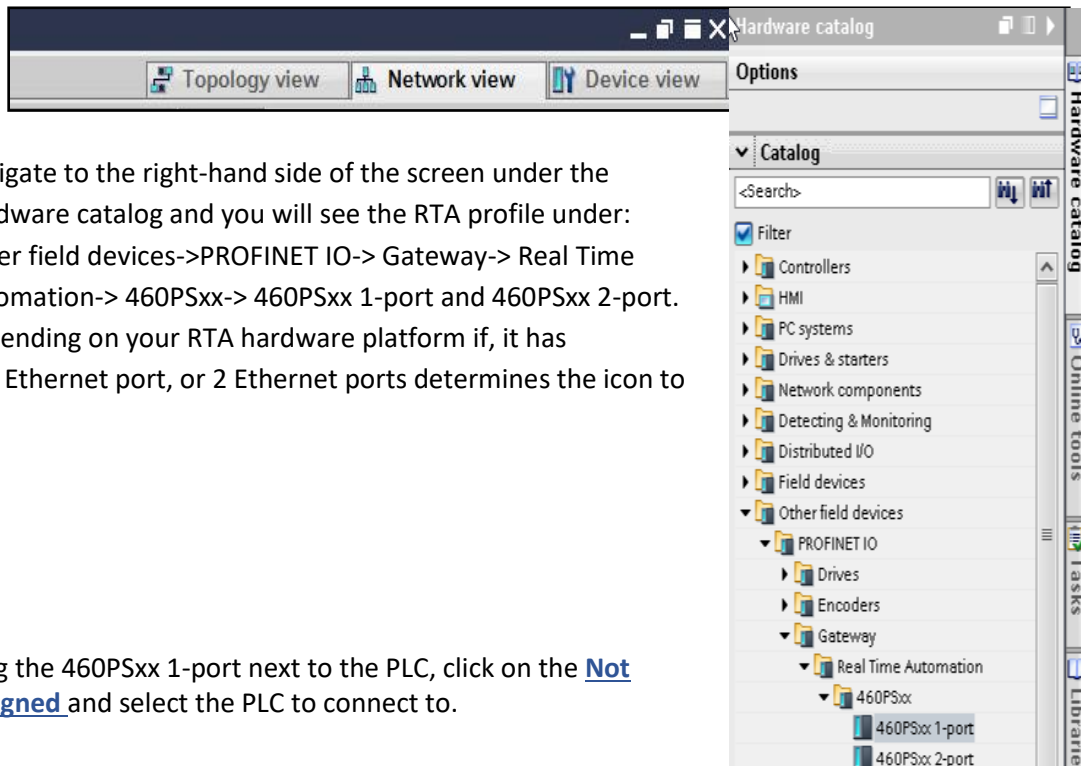 Topology view Network view Device view
igate to the right-hand side of the screen under the
dware catalog and you will see the RTA profile under:
er field devices->PROFINET IO-> Gateway-> Real Time
omation-> 460PSxx-> 460PSxx 1-port and 460PSxx 2-port.
ending on your RTA hardware platform if, it has
Ethernet port, or 2 Ethernet ports determines the icon to
g the 460PSxx 1-port next to the PLC, click on the Not
igned and select the PLC to connect to.
Hardware catalog
Options
Catalog
<Search>
Filter
Controllers
HMI
PC systems
Drives & starters
Network components
Detecting & Monitoring
Distributed I/O
Field devices
Other field devices
PROFINET IO
Drives
Encoders
Gateway
Real Time Automation
460PSxx
460PSxx 1-port
460PSxx 2-port
Hardware catalog
Online tools
Tasks
Librarie